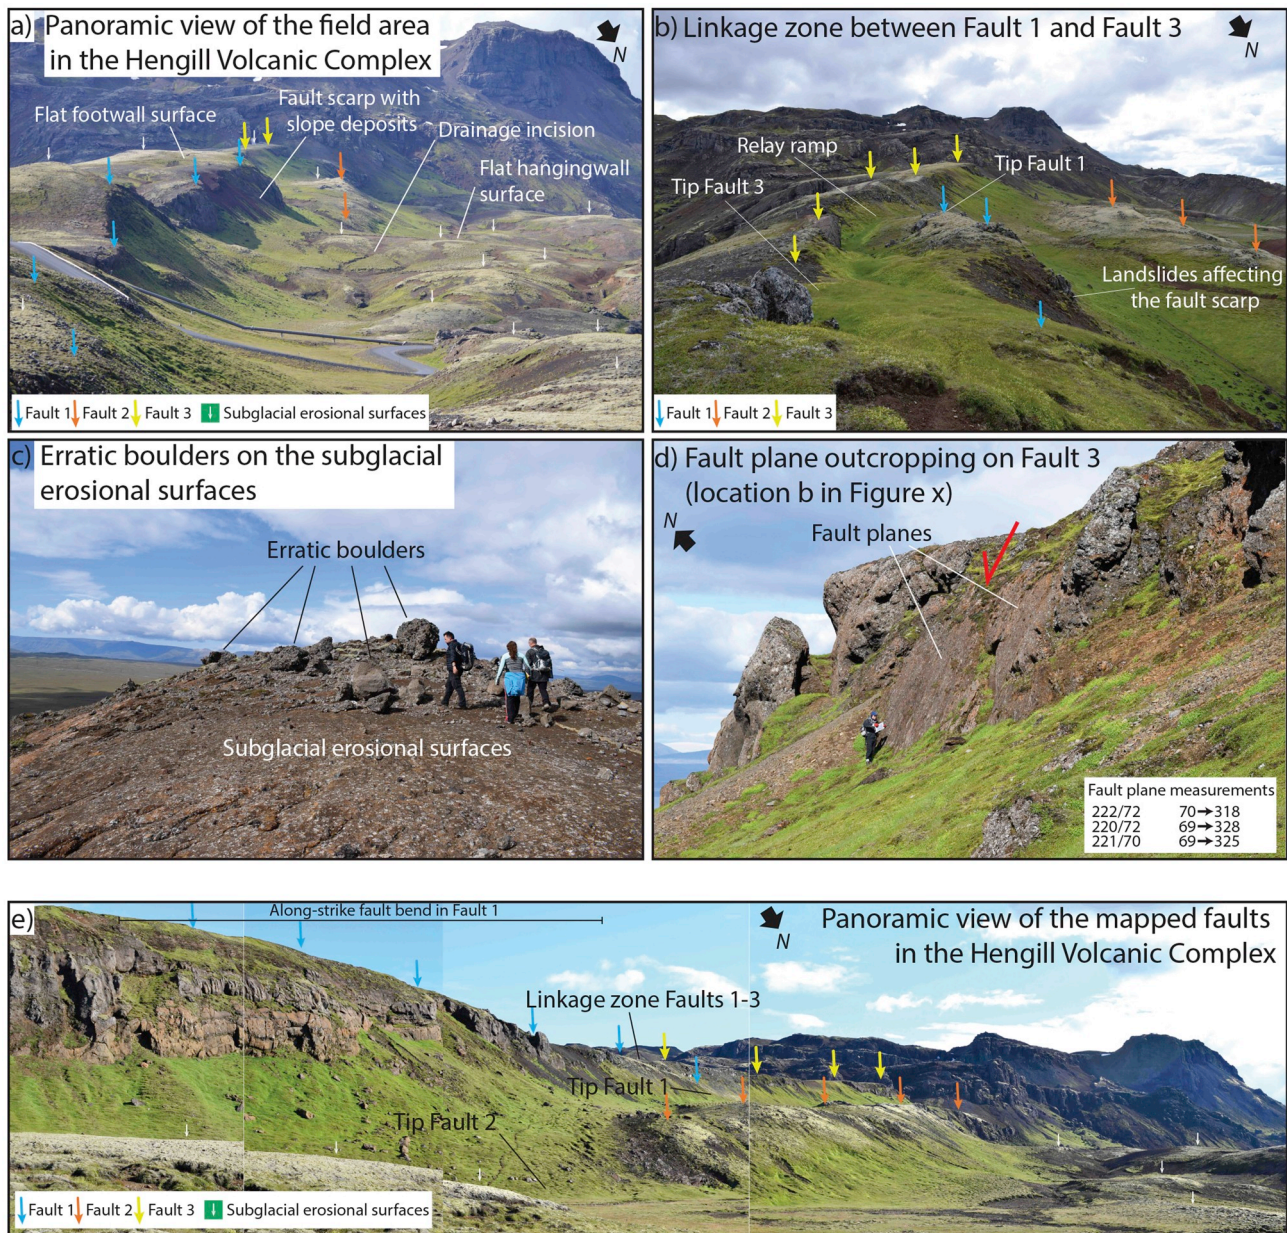 a) Panoramic view of the field area
in the Hengill Volcanic Complex
N
Flat footwall surface
Fault scarp with
slope deposits
Drainage incision
Flat hangingwall
surface
Fault 1 Fault 2 Fault 3 Subglacial erosional surfaces
b) Linkage zone between Fault 1 and Fault 3
N
Relay ramp
Tip Fault 1
Tip Fault 3
Landslides affecting
the fault scarp
Fault 1 Fault 2 Fault 3
c) Erratic boulders on the subglacial
erosional surfaces
Erratic boulders
Subglacial erosional surfaces
d) Fault plane outcropping on Fault 3
(location b in Figure x)
N
Fault planes
Fault plane measurements
222/72 70→318
220/72 69→328
221/70 69→325
e)
Along-strike fault bend in Fault 1
N
Panoramic view of the mapped faults
in the Hengill Volcanic Complex
Linkage zone Faults 1-3
Tip Fault 1
Tip Fault 2
Fault 1 Fault 2 Fault 3 Subglacial erosional surfaces